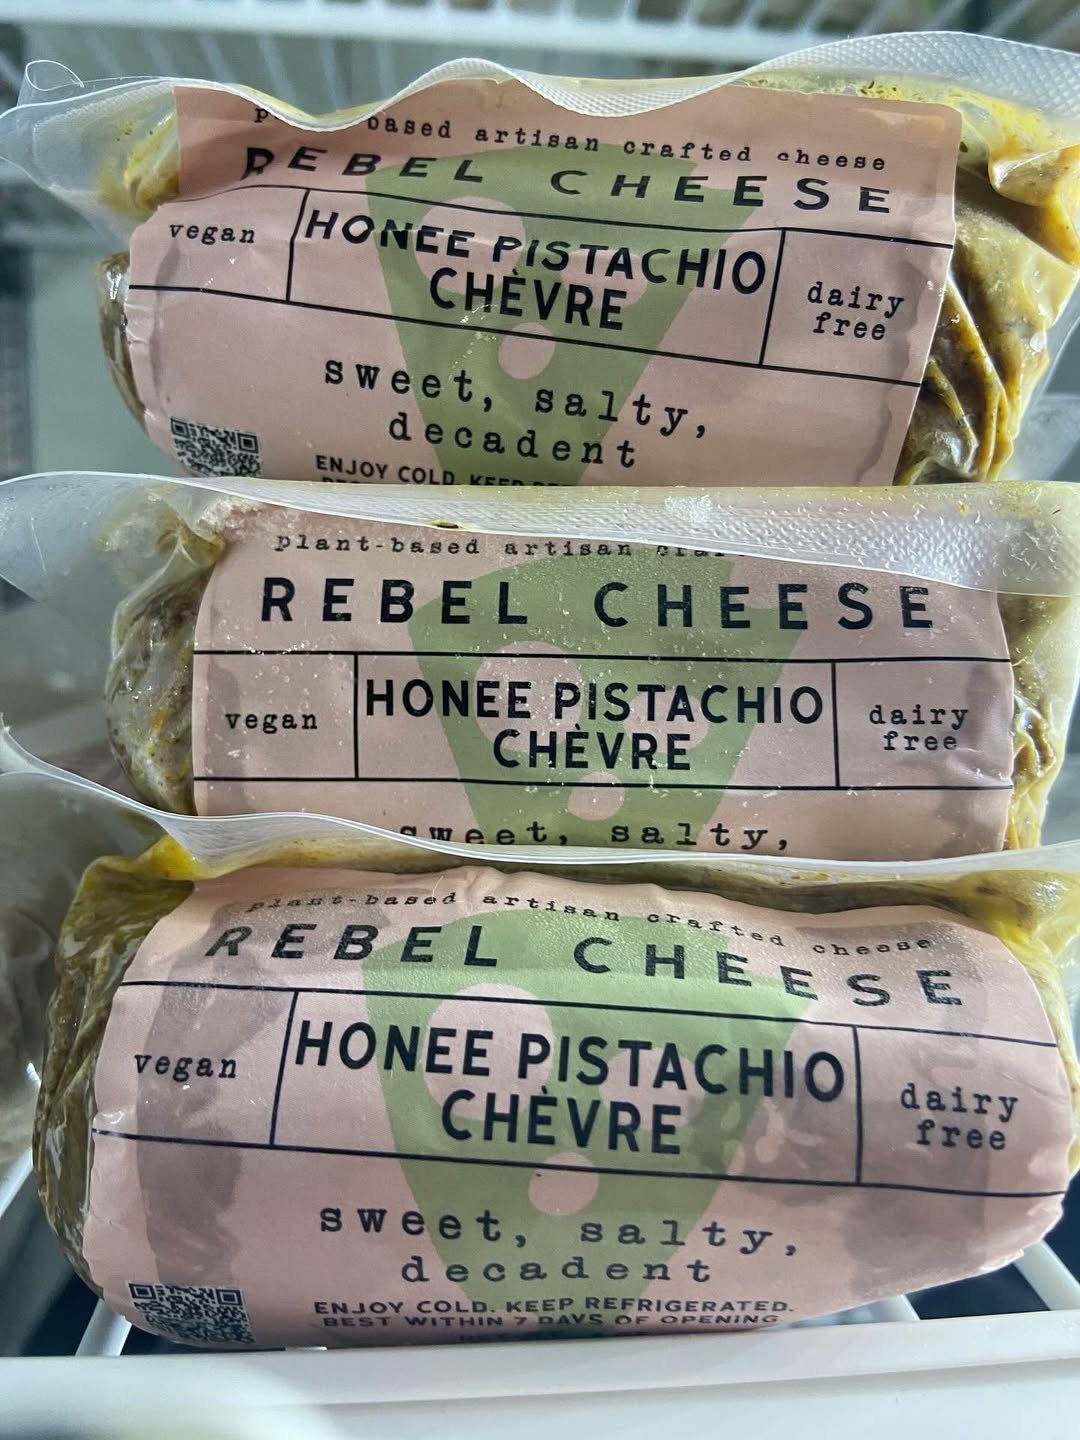 based artisan crafted cheese
REBEL CHEESE
vegan
HONEE PISTACHIO
CHÈVRE
dairy
free
sweet, salty,
decadent
ENJOY COLD. KEEP
plant-based artisan
REBEL CHEESE
vegan
HONEE PISTACHIO
CHÈVRE
dairy
free
sweet, salty,
plant-based artisan crafted cheese
REBEL CHEESE
vegan
HONEE PISTACHIO
CHÈVRE
dairy
free
sweet, salty,
decadent
ENJOY COLD. KEEP REFRIGERATED.
BEST WITHIN 7 DAYS OF OPENING.